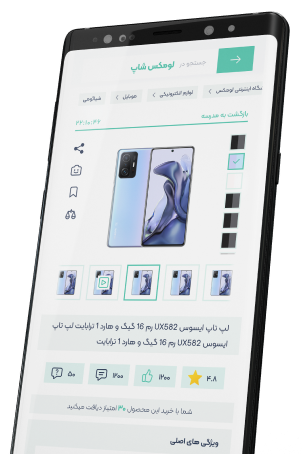 جستجو در لومکس شاپ
فروشگاه اینترنتی لومکس
لوازم الکترونیکی
موبایل
شیائومی
بازگشت به مدرسه
۲۲:۱۰:۴۲
لپ تاپ ایسوس UX582 رم 16 گیگ و هارد 1 ترابایت لپ تاپ
ایسوس UX582 رم 16 گیگ و هارد 1 ترابایت
۴.۸
۱۲۰۰
۱۲۰۰
۵۰
شما با خرید این محصول ۳۰ امتیاز دریافت میکنید
ویژگی های اصلی